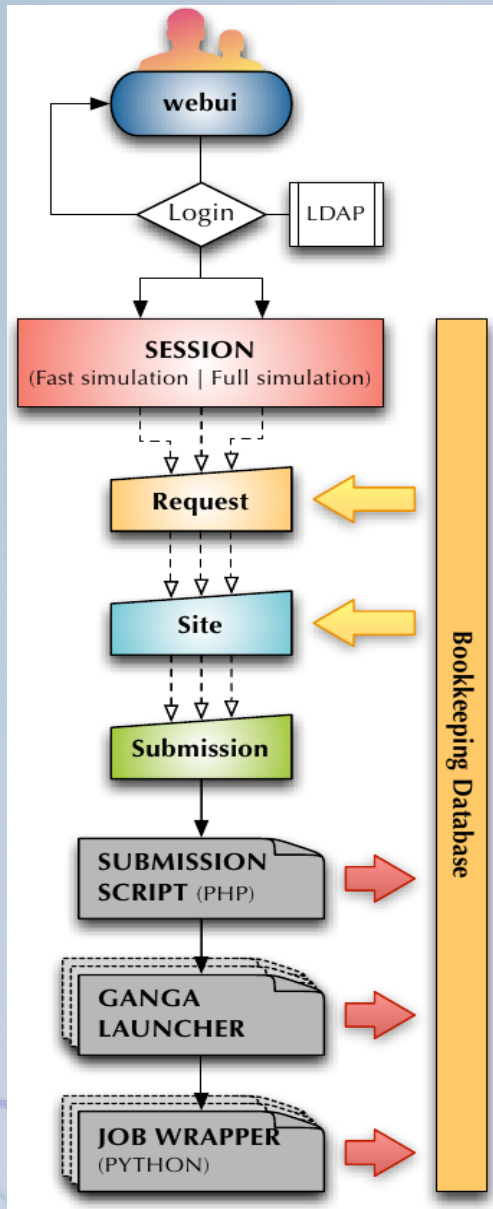 webui
Login
LDAP
SESSION
(Fast simulation | Full simulation)
Request
Site
Submission
SUBMISSION
SCRIPT (PHP)
GANGA
LAUNCHER
JOB WRAPPER
(PYTHON)
Bookkeeping Database